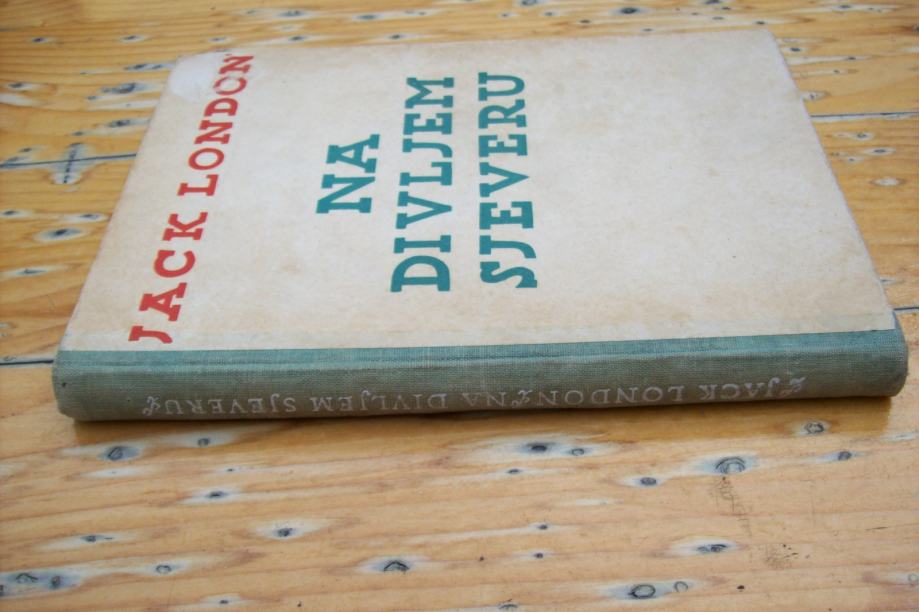 JACK LONDON
NA
DIVLJEM
SJEVERU
JACK LONDON NA DIVLJEM SJEVERU